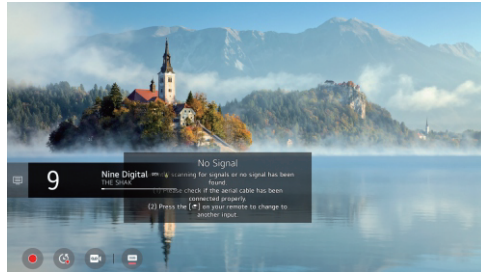 No Signal
scanning for signals or no signal has been
found.
9
Nine Digital
THE SHAK
Please check if the aerial cable has been
connected properly.
[2] Press the [ ] on your remote to change to
another input.